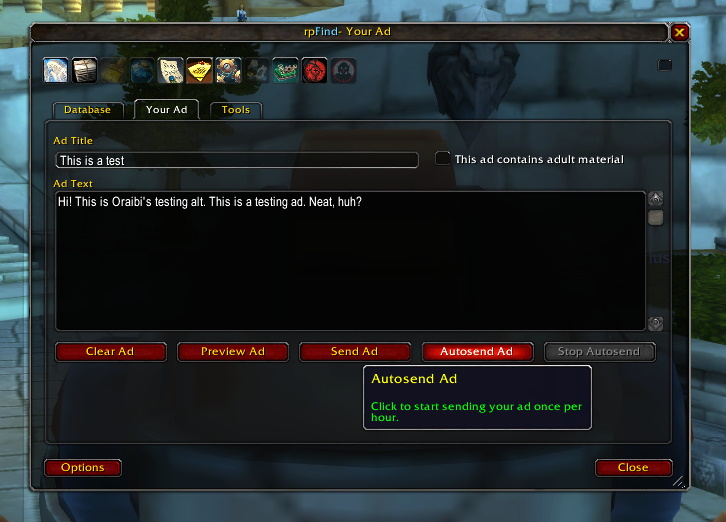 rpFind- Your Ad
Database Your Ad Tools
Ad Title
This is a test
This ad contains adult material
Ad Text
Hi! This is Oraibi's testing alt. This is a testing ad. Neat, huh?
Clear Ad Preview Ad Send Ad Autosend Ad Stop Autosend
Autosend Ad
Click to start sending your ad once per
hour.
Options Close